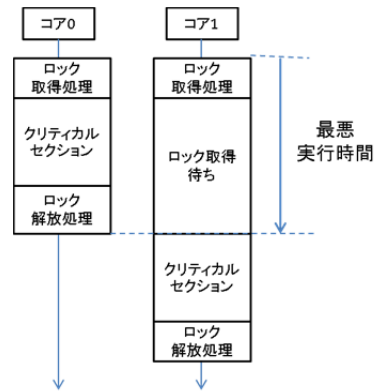 コア0
コア1
ロック
取得処理
クリティカル
セクション
ロック
解放処理
ロック
取得処理
ロック取得
待ち
クリティカル
セクション
ロック
解放処理
最悪
実行時間